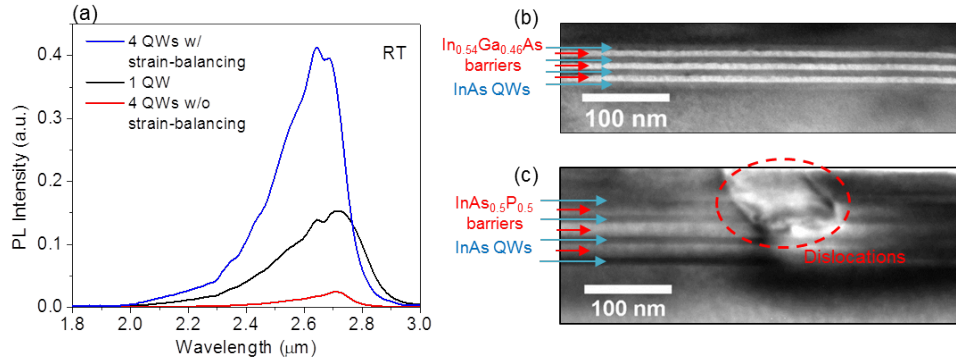 (a)
PL Intensity (a.u.)
0.4
0.3
0.2
0.1
0.0
4 QWs w/
strain-balancing
1 QW
4 QWs w/o
strain-balancing
RT
1.8 2.0 2.2 2.4 2.6 2.8 3.0
Wavelength (μm)
(b)
In0.54Ga0.46As
barriers
InAs QWs
100 nm
(c)
InAs0.5P0.5
barriers
InAs QWs
Dislocations
100 nm